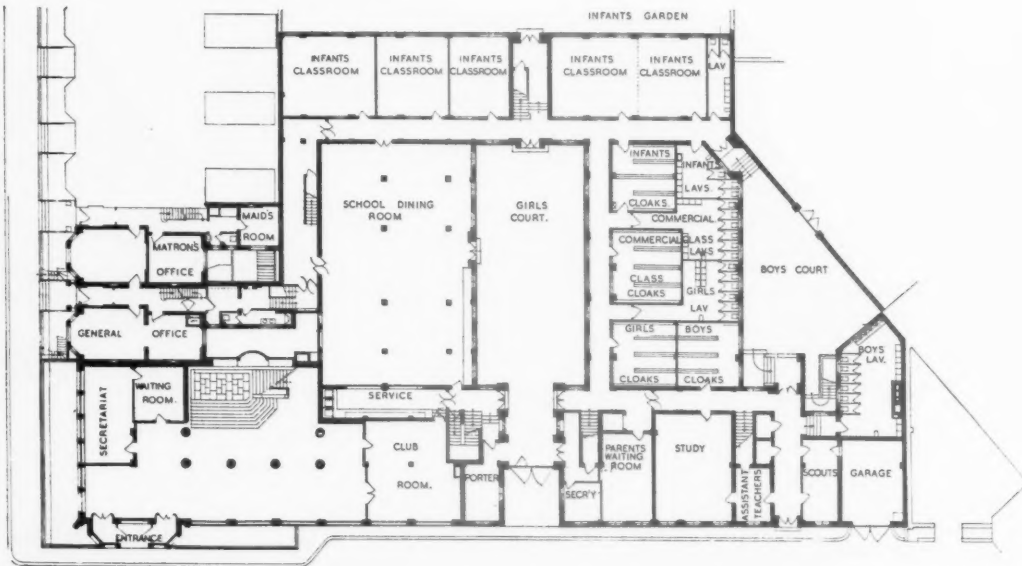 INFANTS GARDEN
INFANTS
CLASSROOM
INFANTS
CLASSROOM
INFANTS
CLASSROOM
INFANTS
CLASSROOM
INFANTS
CLASSROOM
LAV
SCHOOL DINING
ROOM
GIRLS
COURT.
INFANTS
CLOAKS
INFANTS
LAVS.
COMMERCIAL
CLASS
LAVS
COMMERCIAL
CLASS
CLOAKS
GIRLS
LAV
GIRLS
CLOAKS
BOYS
CLOAKS
BOYS COURT
BOYS
LAV.
MAID'S
ROOM
MATRON'S
OFFICE
GENERAL
OFFICE
SECRETARIAT
WAITING
ROOM.
SERVICE
CLUB
ROOM.
PORTER
SECR'Y
PARENTS
WAITING
ROOM
STUDY
ASSISTANT
TEACHERS
SCOUTS
GARAGE
ENTRANCE